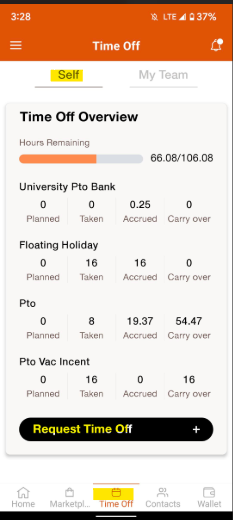 3:28 LTE 37%
Time Off
Self My Team
Time Off Overview
Hours Remaining
66.08/106.08
University Pto Bank
0 0 0.25 0
Planned Taken Accrued Carry over
Floating Holiday
0 16 16 0
Planned Taken Accrued Carry over
Pto
0 8 19.37 54.47
Planned Taken Accrued Carry over
Pto Vac Incent
0 16 0 16
Planned Taken Accrued Carry over
Request Time Off +
Home Marketpl... Time Off Contacts Wallet